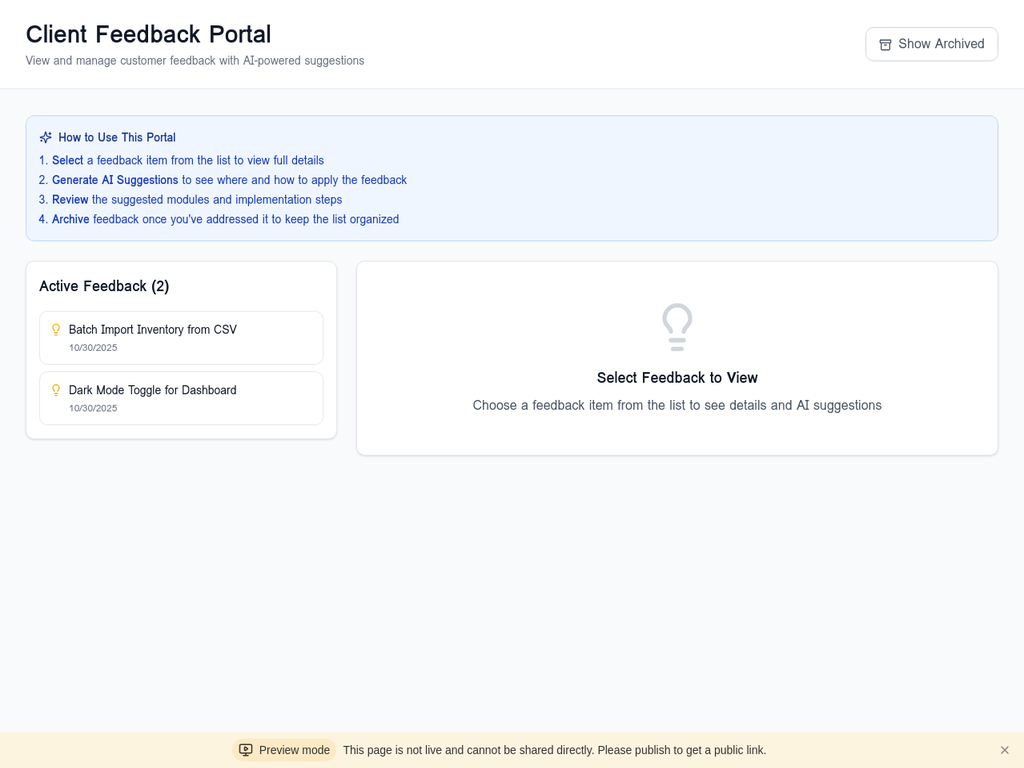 Client Feedback Portal
View and manage customer feedback with AI-powered suggestions
Show Archived
How to Use This Portal
1. Select a feedback item from the list to view full details
2. Generate AI Suggestions to see where and how to apply the feedback
3. Review the suggested modules and implementation steps
4. Archive feedback once you've addressed it to keep the list organized
Active Feedback (2)
Batch Import Inventory from CSV
10/30/2025
Dark Mode Toggle for Dashboard
10/30/2025
Select Feedback to View
Choose a feedback item from the list to see details and AI suggestions
Preview mode This page is not live and cannot be shared directly. Please publish to get a public link.